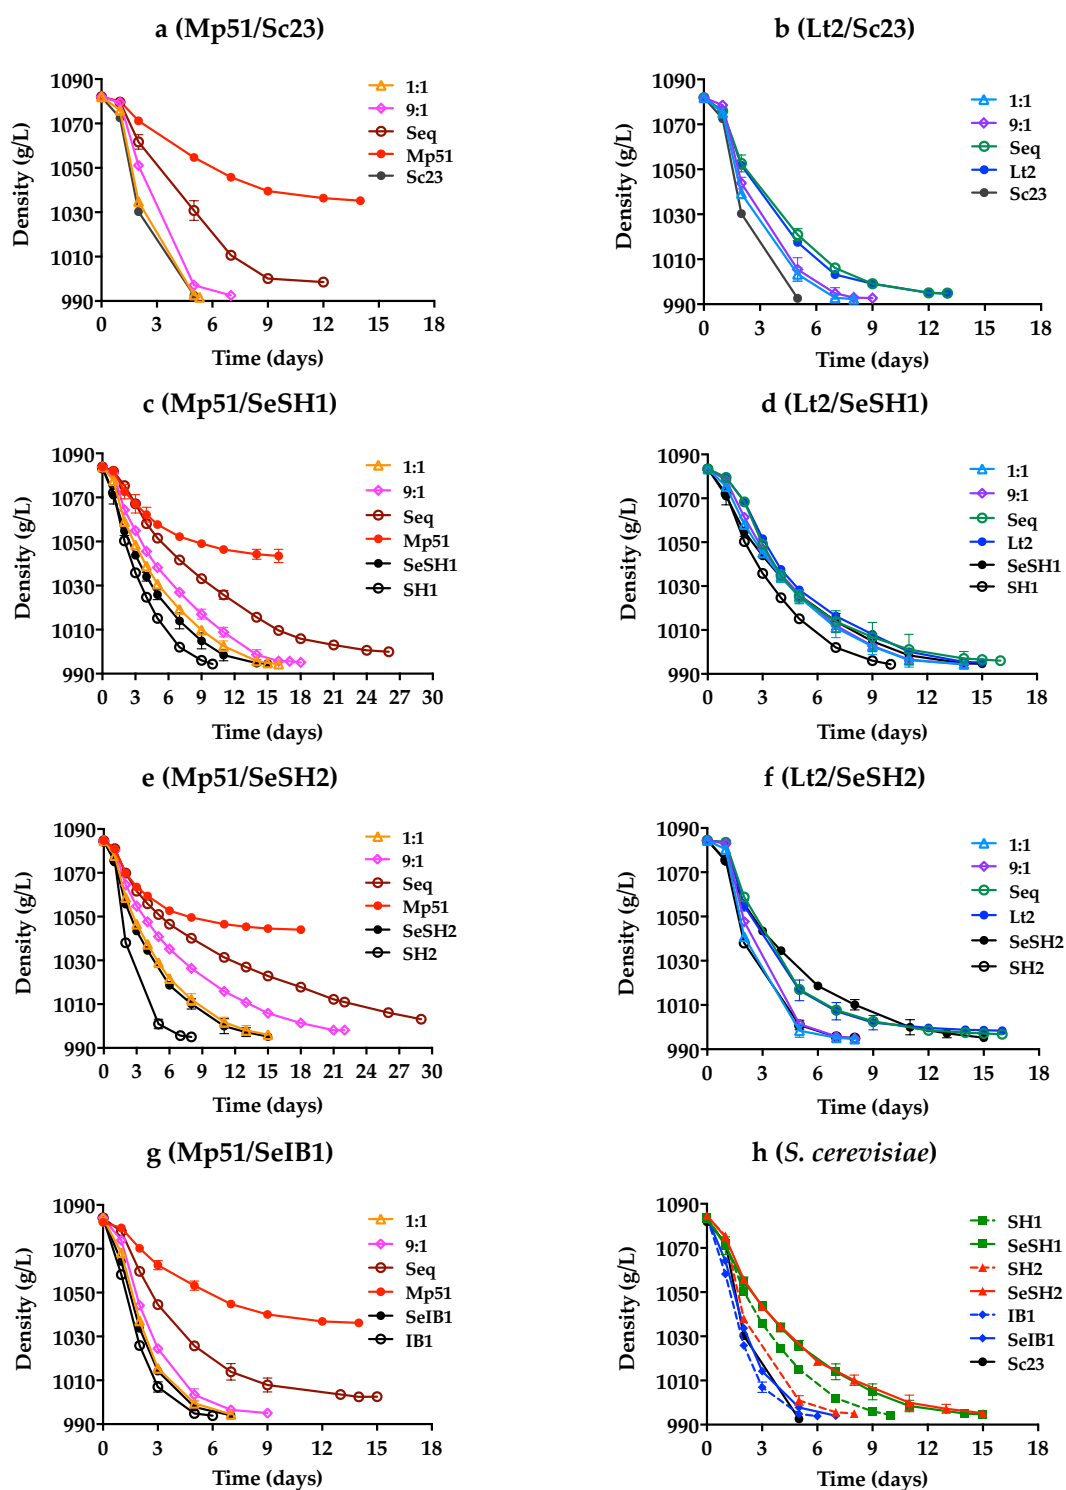 a (Mp51/Sc23)
1090
1070
1050
1030
1010
990
Density (g/L)
0 3 6 9 12 15 18
Time (days)
1:1
9:1
Seq
Mp51
Sc23
b (Lt2/Sc23)
1090
1070
1050
1030
1010
990
Density (g/L)
0 3 6 9 12 15 18
Time (days)
1:1
9:1
Seq
Lt2
Sc23
c (Mp51/SeSH1)
1090
1070
1050
1030
1010
990
Density (g/L)
0 3 6 9 12 15 18 21 24 27 30
Time (days)
1:1
9:1
Seq
Mp51
SeSH1
SH1
d (Lt2/SeSH1)
1090
1070
1050
1030
1010
990
Density (g/L)
0 3 6 9 12 15 18
Time (days)
1:1
9:1
Seq
Lt2
SeSH1
SH1
e (Mp51/SeSH2)
1090
1070
1050
1030
1010
990
Density (g/L)
0 3 6 9 12 15 18 21 24 27 30
Time (days)
1:1
9:1
Seq
Mp51
SeSH2
SH2
f (Lt2/SeSH2)
1090
1070
1050
1030
1010
990
Density (g/L)
0 3 6 9 12 15 18
Time (days)
1:1
9:1
Seq
Lt2
SeSH2
SH2
g (Mp51/SeIB1)
1090
1070
1050
1030
1010
990
Density (g/L)
0 3 6 9 12 15 18
Time (days)
1:1
9:1
Seq
Mp51
SeIB1
IB1
h (S. cerevisiae)
1090
1070
1050
1030
1010
990
Density (g/L)
0 3 6 9 12 15 18
Time (days)
SH1
SeSH1
SH2
SeSH2
IB1
SeIB1
Sc23